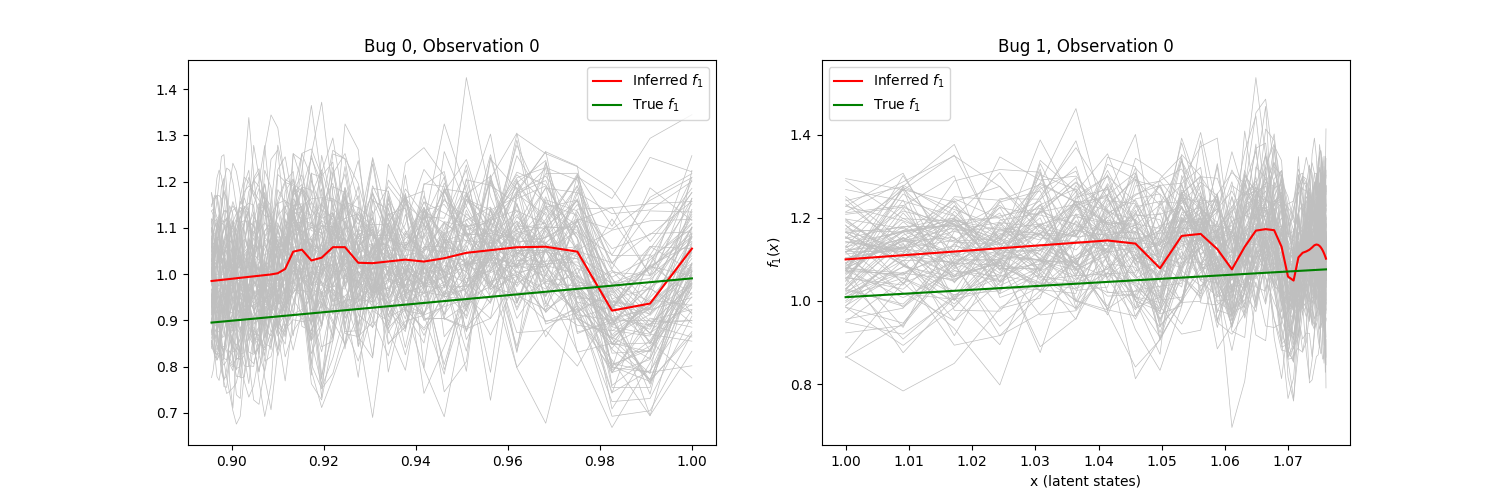 Bug 0, Observation 0
Inferred f₁
True f₁
1.4
1.3
1.2
1.1
1.0
0.9
0.8
0.7
0.90 0.92 0.94 0.96 0.98 1.00
Bug 1, Observation 0
Inferred f₁
True f₁
f₁(x)
1.4
1.2
1.0
0.8
1.00 1.01 1.02 1.03 1.04 1.05 1.06 1.07
x (latent states)